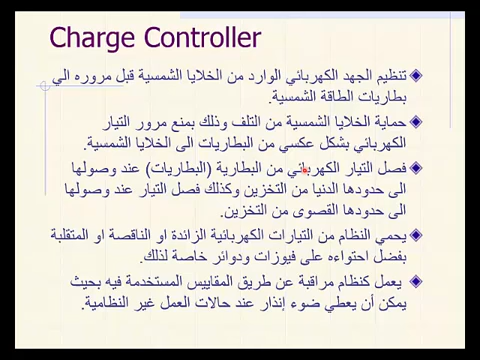 Charge Controller
تنظيم الجهد الكهربائي الوارد من الخلايا الشمسية قبل مروره الي
بطاريات الطاقة الشمسية.
حماية الخلايا الشمسية من التلف وذلك بمنع مرور التيار
الكهربائي بشكل عكسي من البطاريات الى الخلايا الشمسية.
فصل التيار الكهربائي من البطارية (البطاريات) عند وصولها
الى حدودها الدنيا من التخزين وكذلك فصل التيار عند وصولها
الى حدودها القصوى من التخزين.
يحمي النظام من التيارات الكهربائية الزائدة او الناقصة او المتقلبة
بفضل احتواءه على فيوزات ودوائر خاصة لذلك.
يعمل كنظام مراقبة عن طريق المقاييس المستخدمة فيه بحيث
يمكن أن يعطي ضوء إنذار عند حالات العمل غير النظامية.